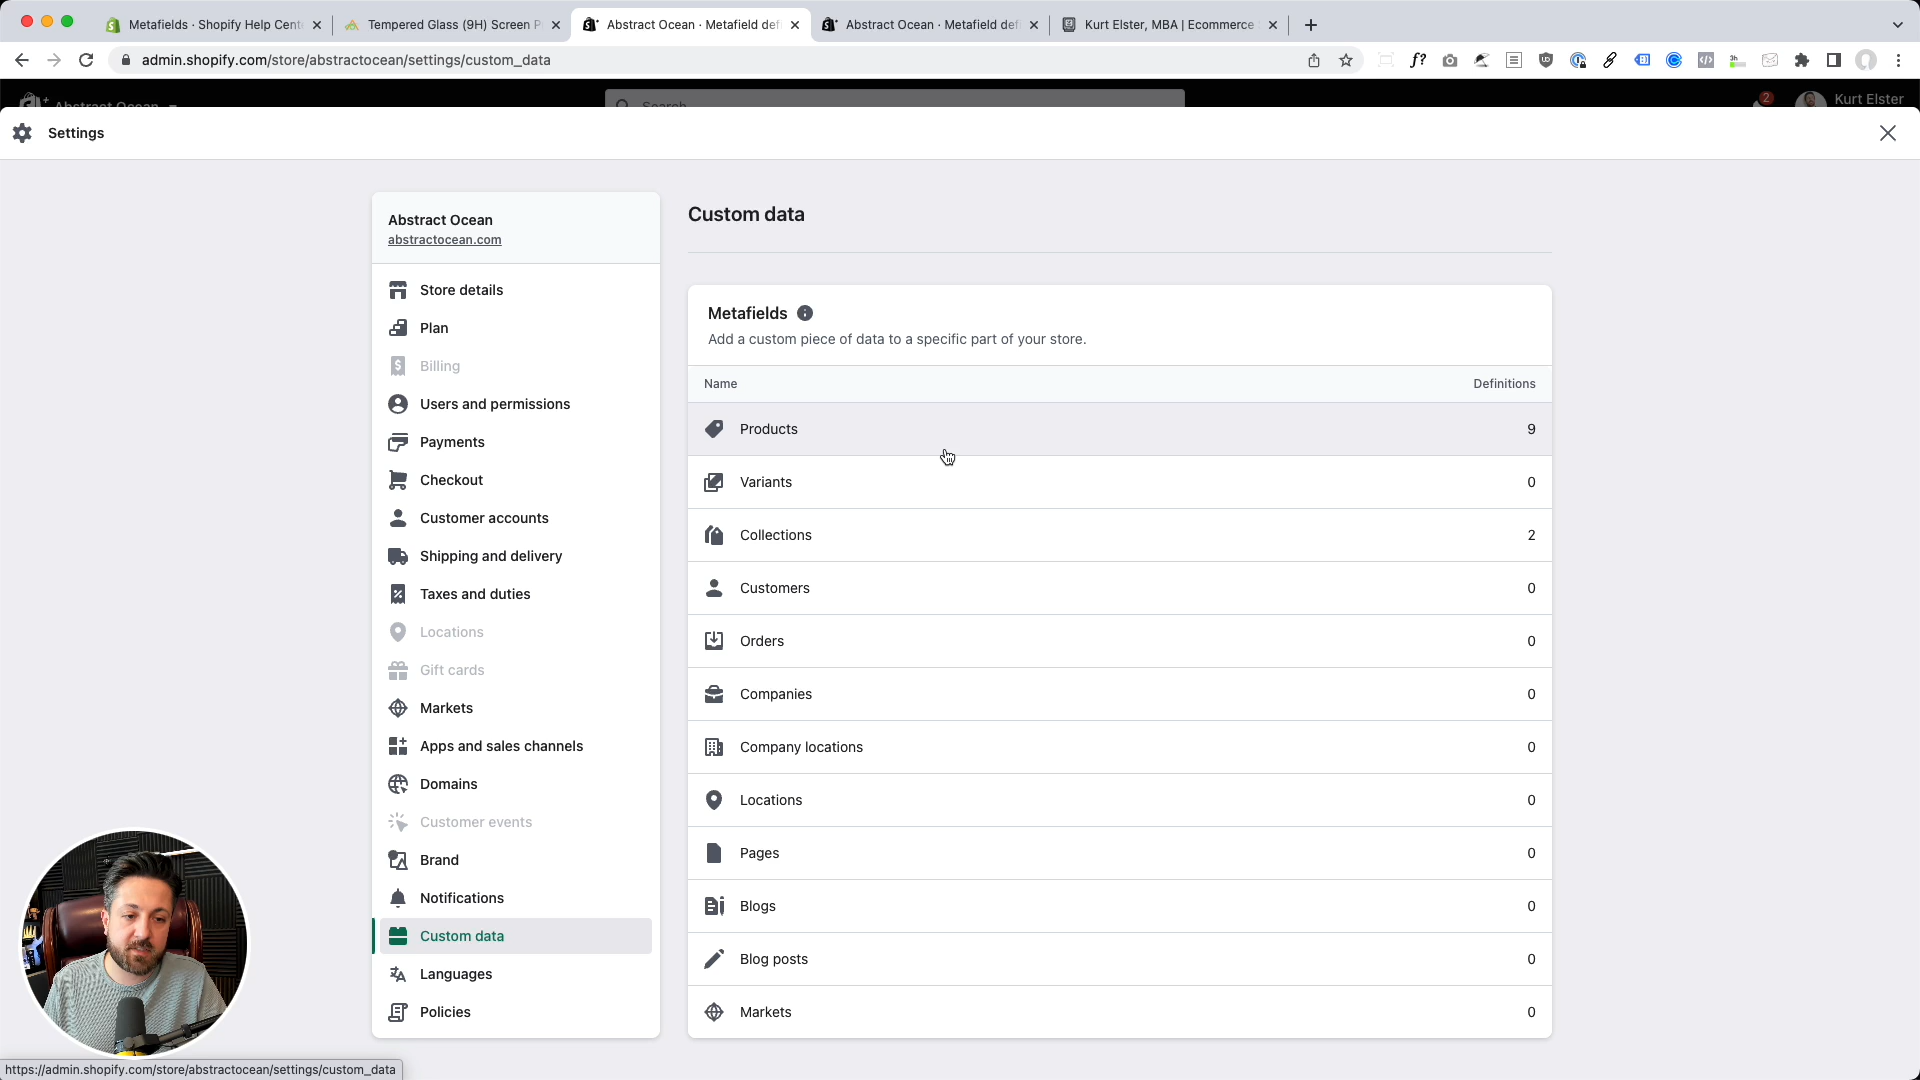 Metafields · Shopify Help Cent
Tempered Glass (9H) Screen P
Abstract Ocean · Metafield def
Abstract Ocean · Metafield def
Kurt Elster, MBA | Ecommerce
admin.shopify.com/store/abstractocean/settings/custom_data
Abstract Ocean
Search
2
Kurt Elster
Settings
Abstract Ocean
abstractocean.com
Store details
Plan
Billing
Users and permissions
Payments
Checkout
Customer accounts
Shipping and delivery
Taxes and duties
Locations
Gift cards
Markets
Apps and sales channels
Domains
Customer events
Brand
Notifications
Custom data
Languages
Policies
Custom data
Metafields
Add a custom piece of data to a specific part of your store.
Name Definitions
Products 9
Variants 0
Collections 2
Customers 0
Orders 0
Companies 0
Company locations 0
Locations 0
Pages 0
Blogs 0
Blog posts 0
Markets 0
https://admin.shopify.com/store/abstractocean/settings/custom_data